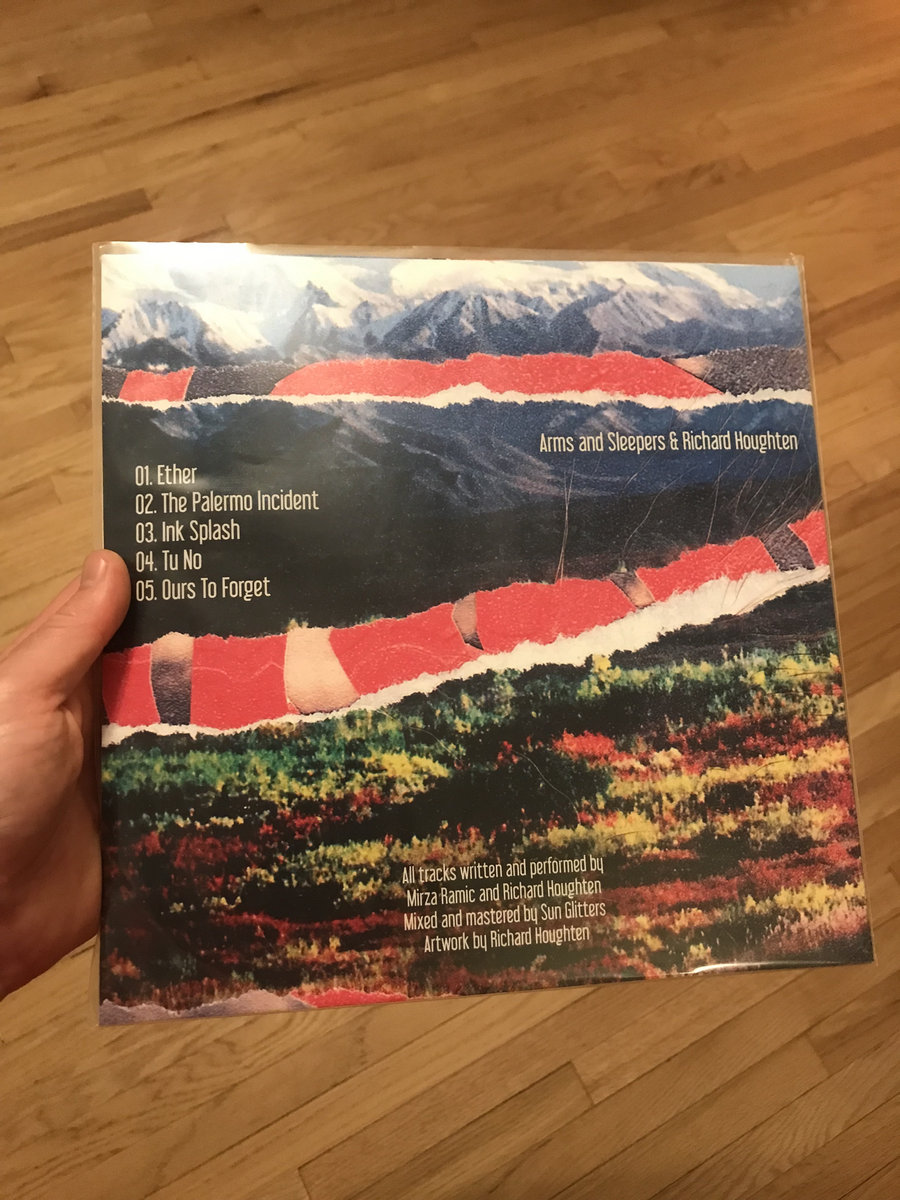 Arms and Sleepers & Richard Houghten
01. Ether
02. The Palermo Incident
03. Ink Splash
04. Tu No
05. Ours To Forget
All tracks written and performed by
Mirza Ramic and Richard Houghten
Mixed and mastered by Sun Glitters
Artwork by Richard Houghten